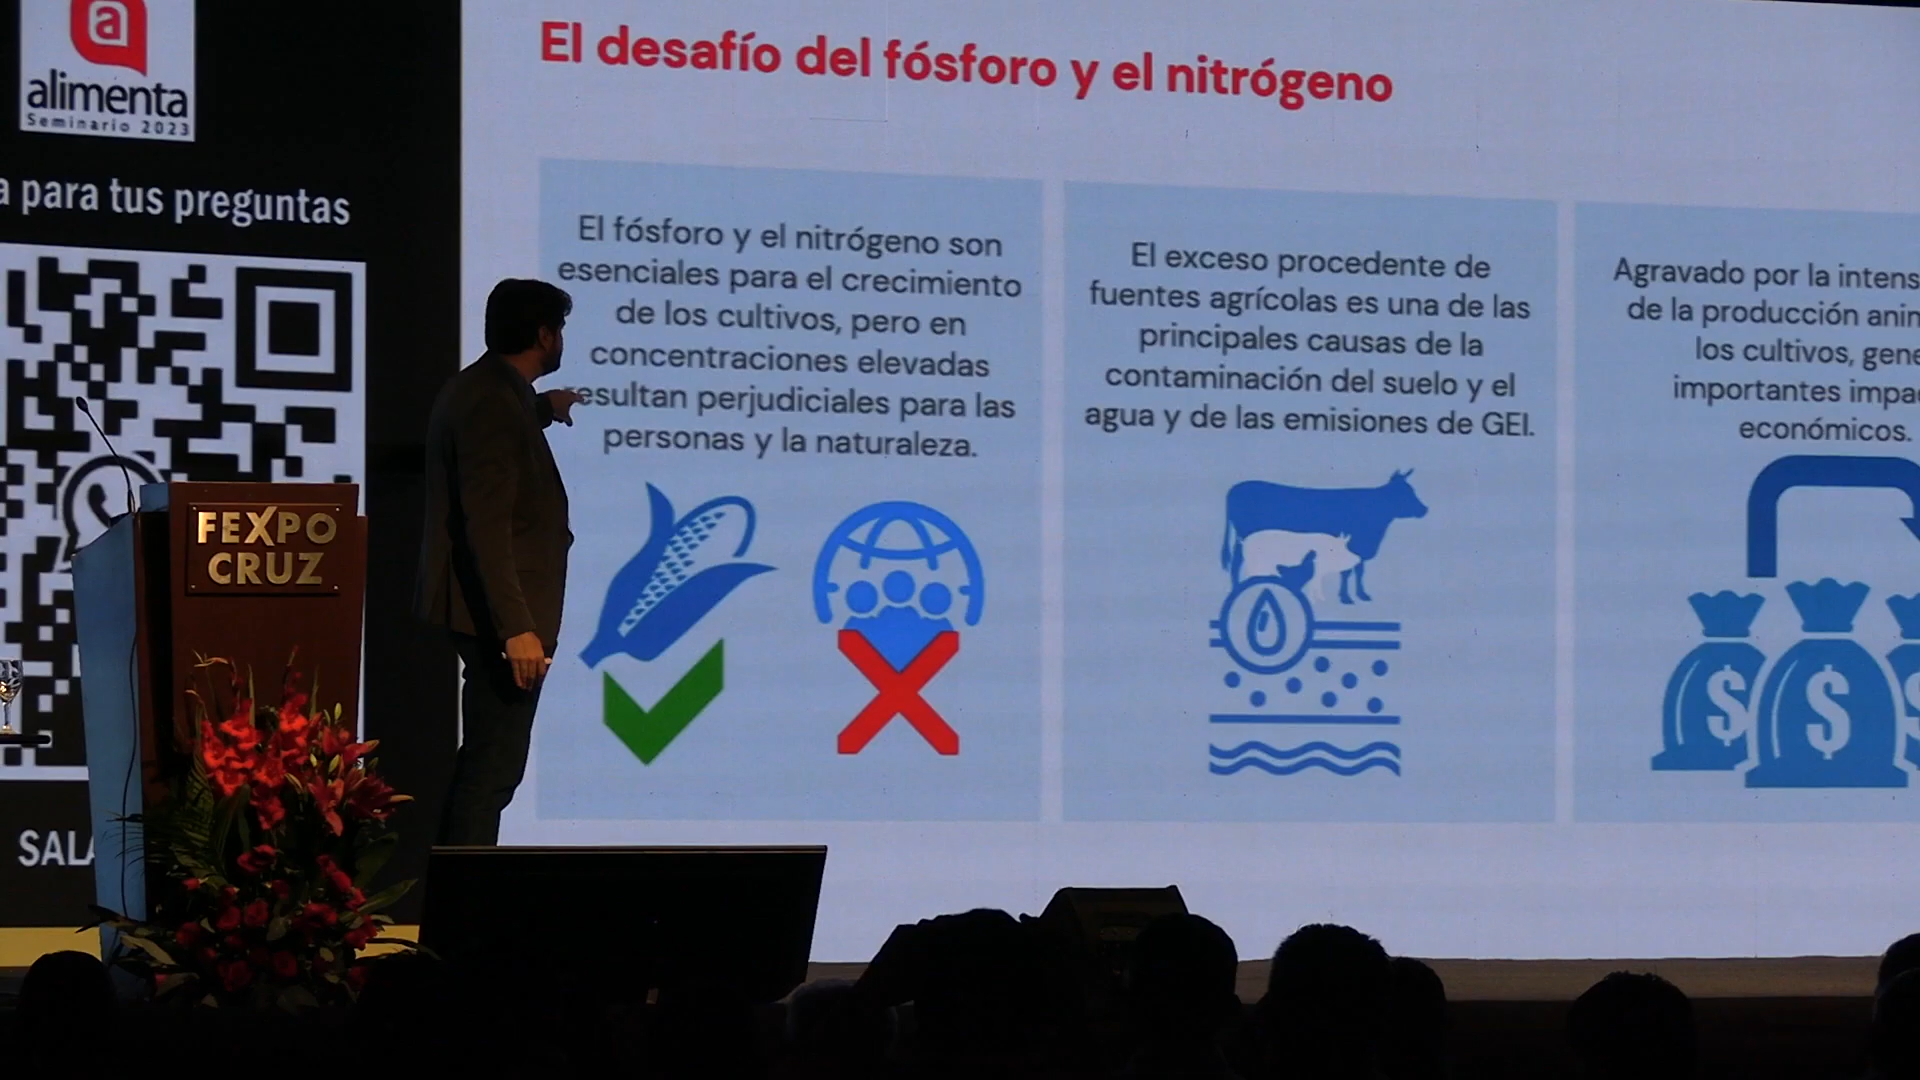 a
alimenta
Seminario 2023
a para tus preguntas
FEXPO
CRUZ
El desafío del fósforo y el nitrógeno
El fósforo y el nitrógeno son
esenciales para el crecimiento
de los cultivos, pero en
concentraciones elevadas
resultan perjudiciales para las
personas y la naturaleza.
El exceso procedente de
fuentes agrícolas es una de las
principales causas de la
contaminación del suelo y el
agua y de las emisiones de GEI.
Agravado por la intens
de la producción anim
los cultivos, gene
importantes impa
económicos.
$ $ $
SALA